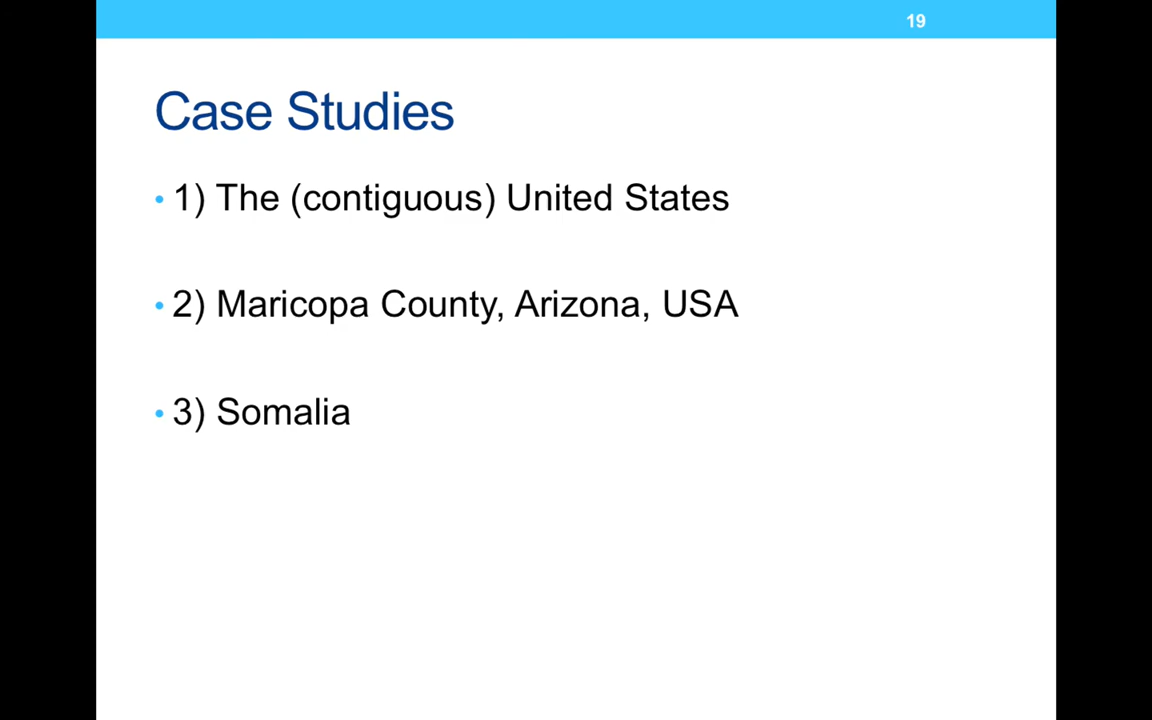 19
Case Studies
• 1) The (contiguous) United States
• 2) Maricopa County, Arizona, USA
• 3) Somalia